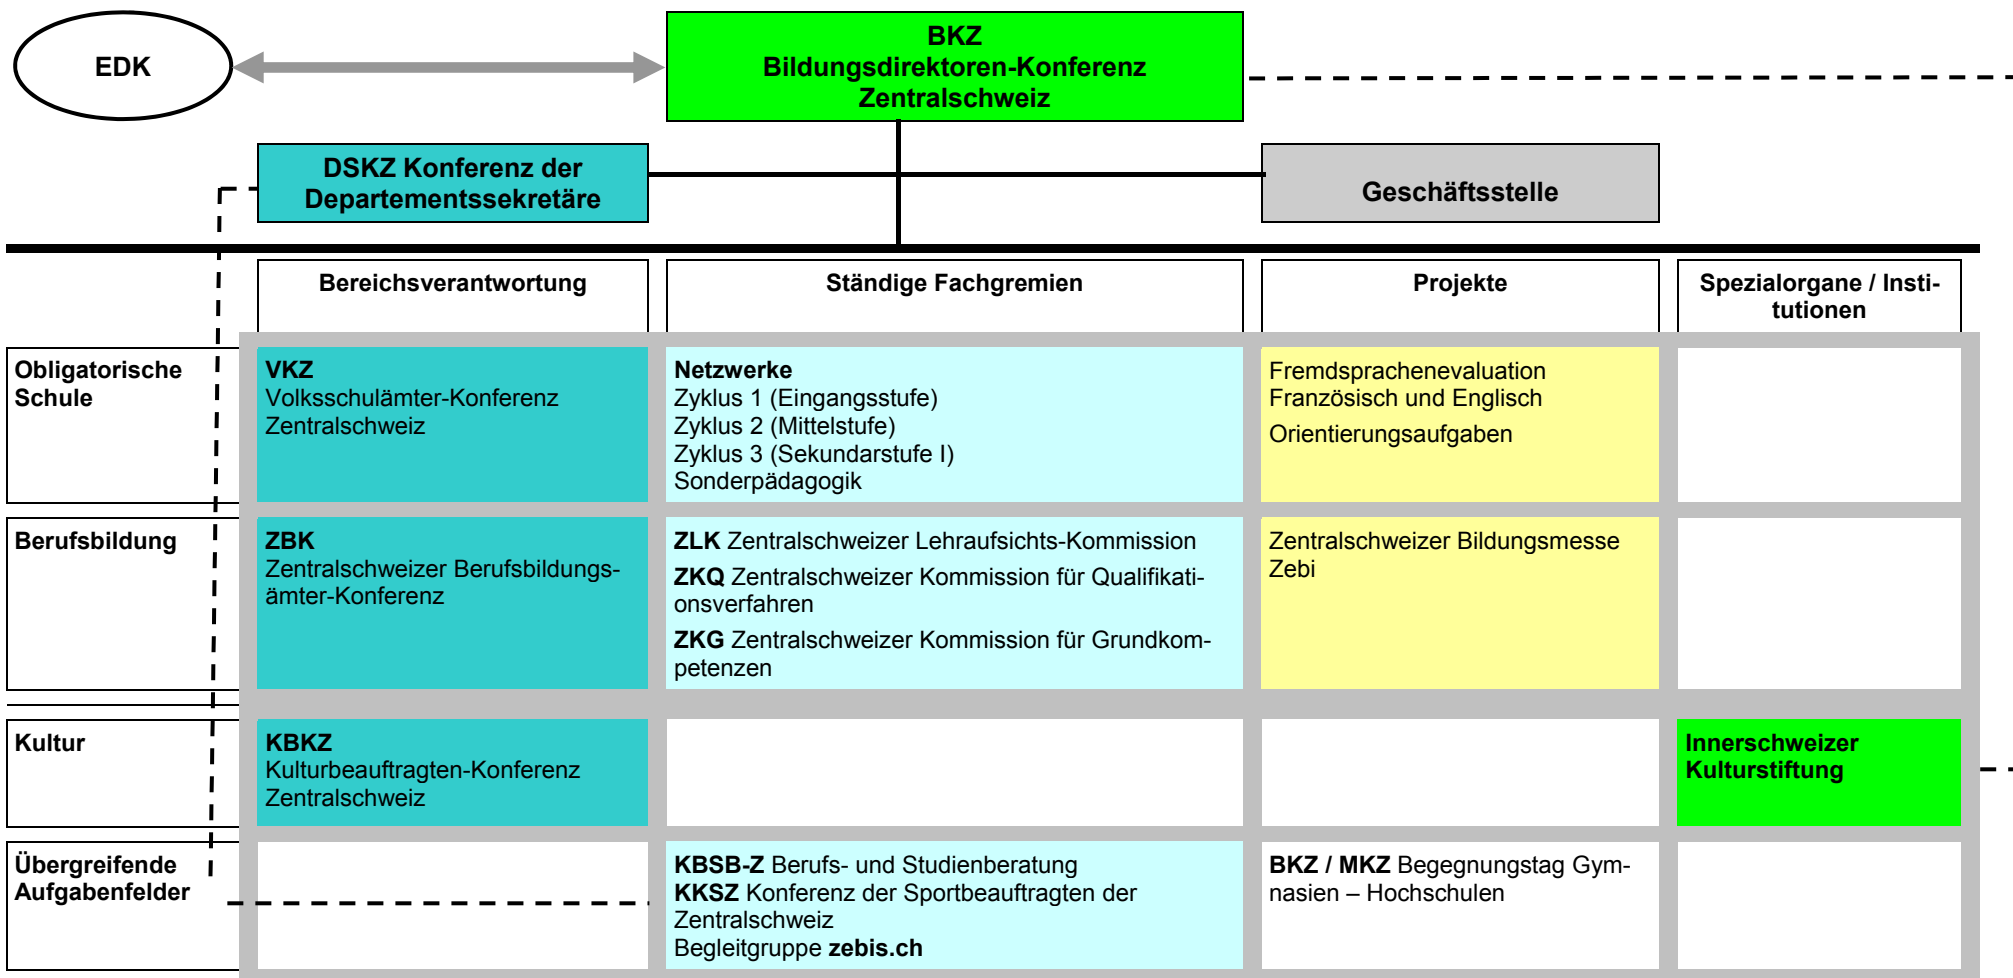 EDK
BKZ
Bildungsdirektoren-Konferenz
Zentralschweiz
DSKZ Konferenz der
Departementssekretäre
Geschäftsstelle
Bereichsverantwortung
Ständige Fachgremien
Projekte
Spezialorgane / Insti-
tutionen
Obligatorische
Schule
VKZ
Volksschulämter-Konferenz
Zentralschweiz
Netzwerke
Zyklus 1 (Eingangsstufe)
Zyklus 2 (Mittelstufe)
Zyklus 3 (Sekundarstufe I)
Sonderpädagogik
Fremdsprachenevaluation
Französisch und Englisch
Orientierungsaufgaben
Berufsbildung
ZBK
Zentralschweizer Berufsbildungs-
ämter-Konferenz
ZLK Zentralschweizer Lehraufsichts-Kommission
ZKQ Zentralschweizer Kommission für Qualifikati-
onsverfahren
ZKG Zentralschweizer Kommission für Grundkom-
petenzen
Zentralschweizer Bildungsmesse
Zebi
Kultur
KBKZ
Kulturbeauftragten-Konferenz
Zentralschweiz
Innerschweizer
Kulturstiftung
Übergreifende
Aufgabenfelder
KBSB-Z Berufs- und Studienberatung
KKSZ Konferenz der Sportbeauftragten der
Zentralschweiz
Begleitgruppe zebis.ch
BKZ / MKZ Begegnungstag Gym-
nasien – Hochschulen